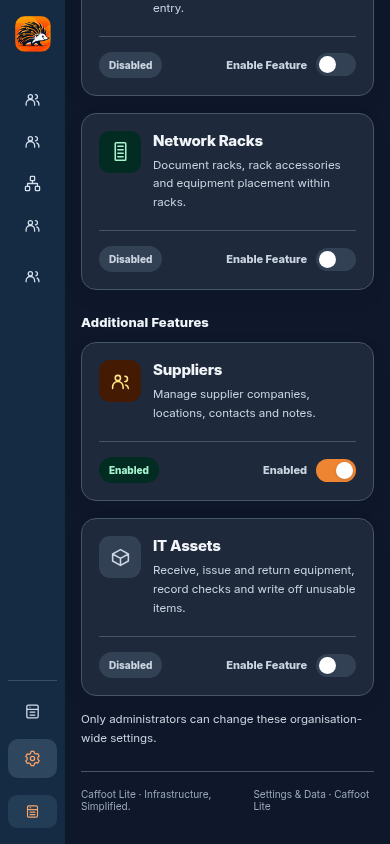 entry.
Disabled
Enable Feature
Network Racks
Document racks, rack accessories
and equipment placement within
racks.
Disabled
Enable Feature
Additional Features
Suppliers
Manage supplier companies,
locations, contacts and notes.
Enabled
Enabled
IT Assets
Receive, issue and return equipment,
record checks and write off unusable
items.
Disabled
Enable Feature
Only administrators can change these organisation-
wide settings.
Caffoot Lite · Infrastructure,
Simplified.
Settings & Data · Caffoot
Lite